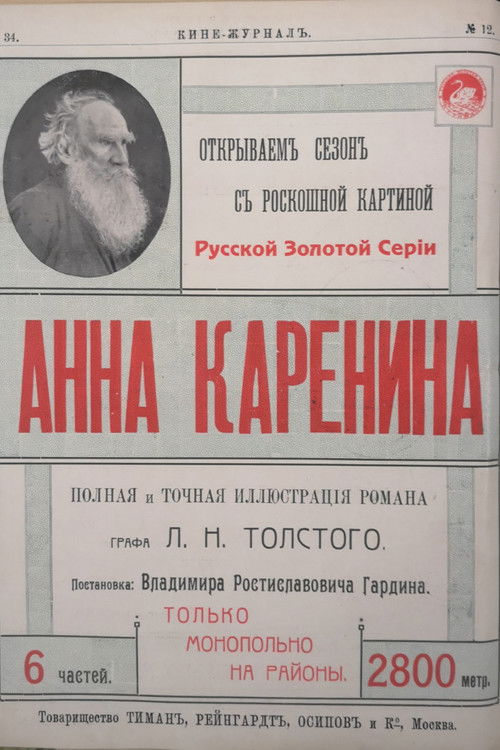 34.
КИНЕ-ЖУРНАЛЪ.
№ 12.
ОТКРЫВАЕМЪ СЕЗОНЪ
СЪ РОСКОШНОЙ КАРТИНОЙ
Русской Золотой Серіи
АННА КАРЕНИНА
ПОЛНАЯ и ТОЧНАЯ ИЛЛЮСТРАЦІЯ РОМАНА
ГРАФА Л. Н. ТОЛСТОГО.
Постановка: Владимира Ростиславовича Гардина.
ТОЛЬКО
МОНОПОЛЬНО
НА РАЙОНЫ.
6 частей.
2800 метр.
Товарищество ТИМАНЪ, РЕЙНГАРДТЪ, ОСИПОВЪ и Ко, Москва.